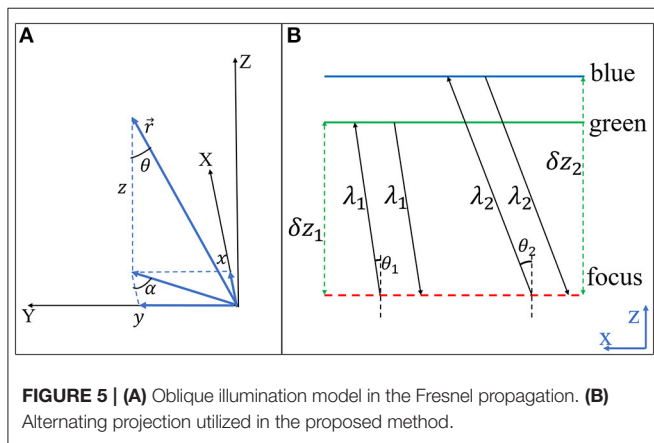 A
B
Z
X
Y
r⃗
θ
z
x
α
y
blue
green
δz₂
δz₁
λ₁
λ₁
λ₂
λ₂
θ₁
θ₂
focus
Z
X
FIGURE 5 | (A) Oblique illumination model in the Fresnel propagation. (B)
Alternating projection utilized in the proposed method.